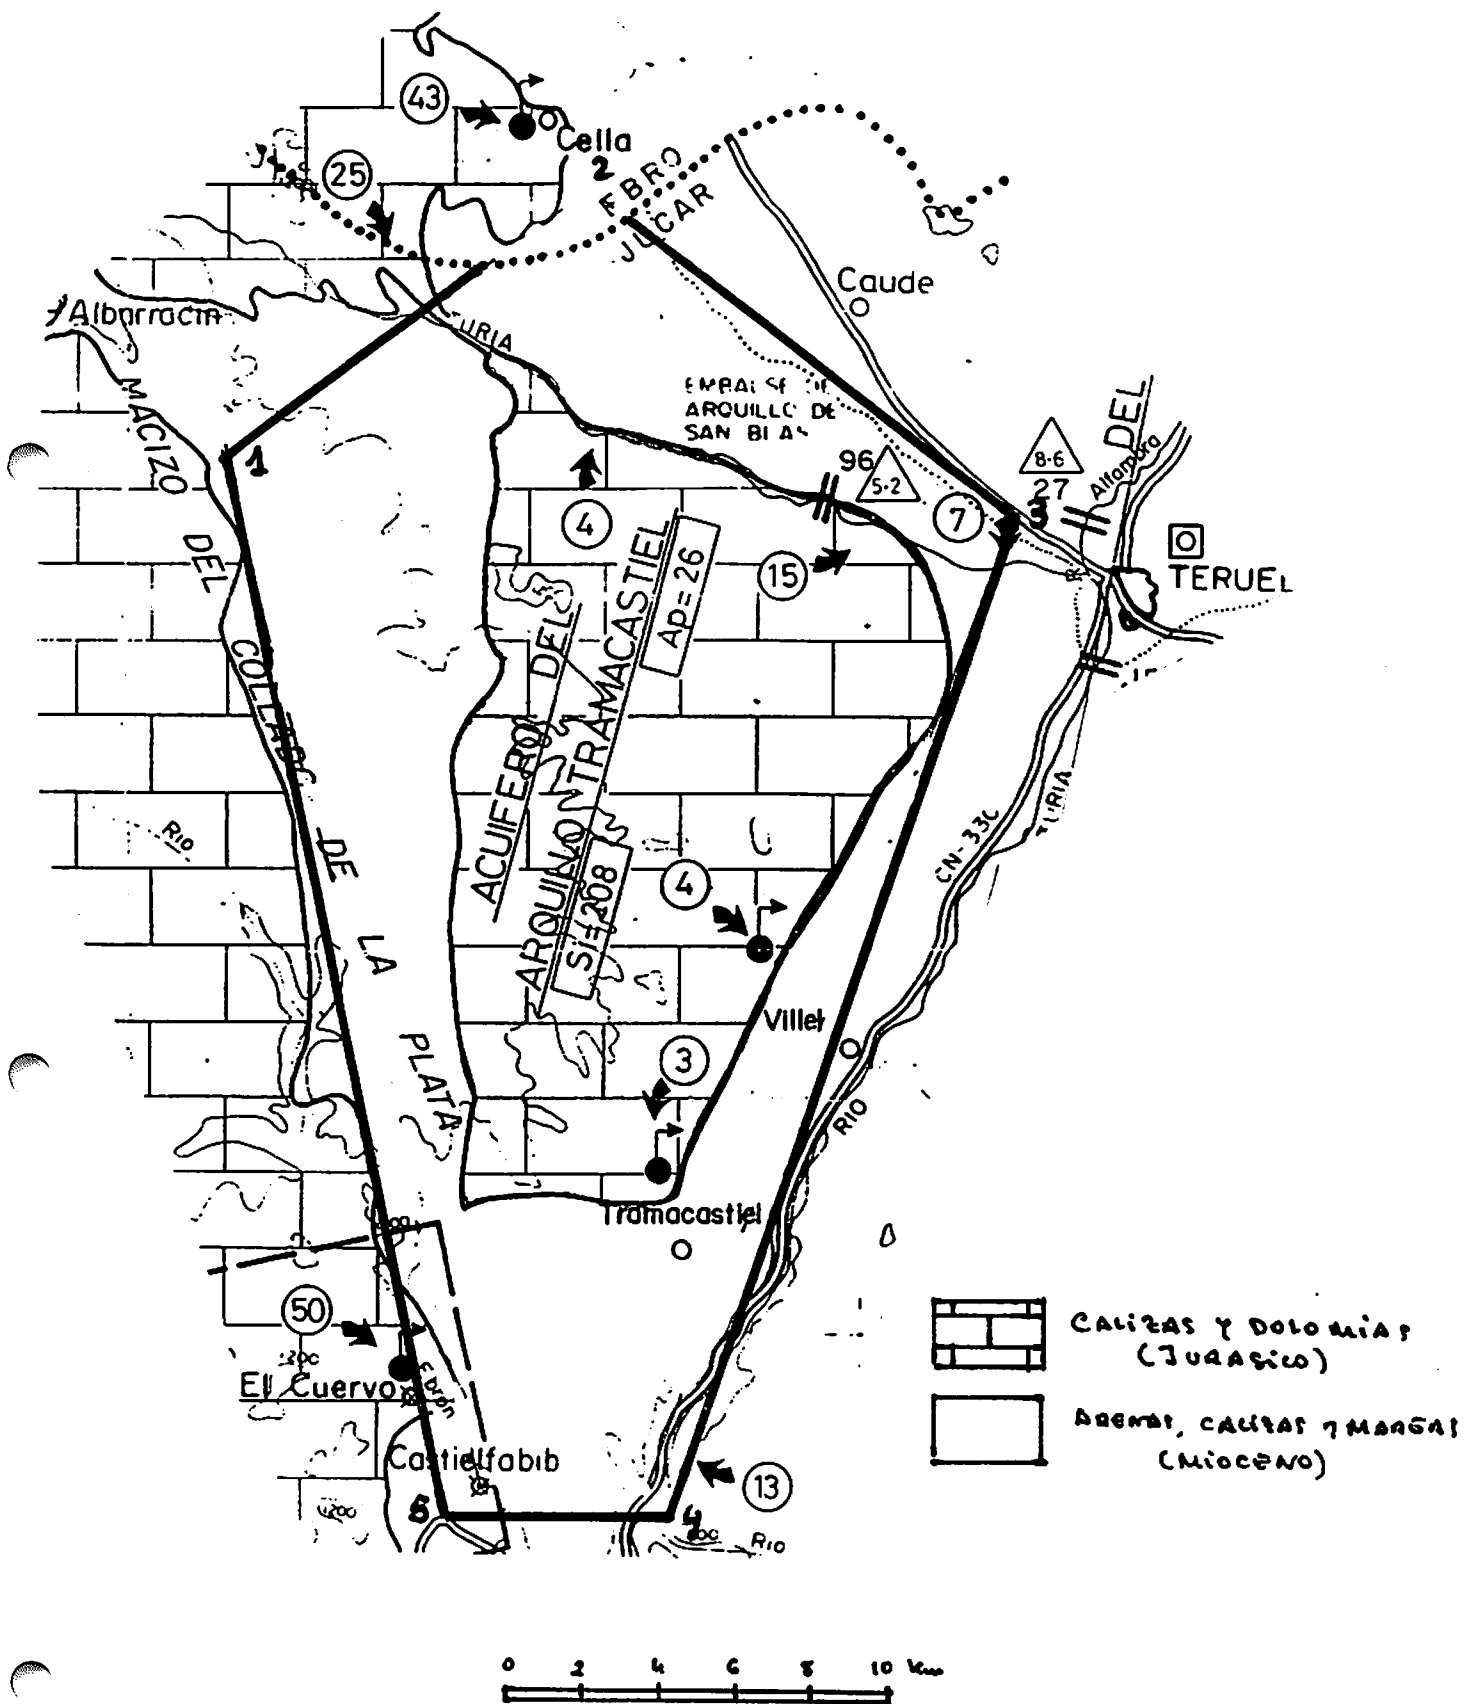 43
Cella
2
25
EBRO
JUCAR
Caude
Albarracin
TURIA
EMBALSE DE
ARQUILLO DE
SAN BLAS
MACIZO DEL COLLADO DE LA PLATA
1
96
5·2
8·6
27
3
DEL
Alfambra
4
7
15
TERUEL
ACUIFERO DEL
ARQUILLO-TRAMACASTIEL
Ap=26
Si=208
RIO
TURIA
CN-330
4
Villel
3
RIO
Tramacastiel
50
1300
El Cuervo
Ebrón
Castielfabib
13
5
4
1200
RIO
CALIZAS Y DOLOMIAS
(JURASICO)
ARENAS, CALIZAS Y MARGAS
(MIOCENO)
0 2 4 6 8 10 Km